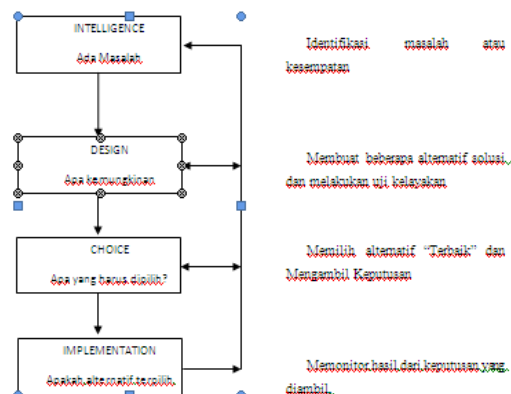 INTELLIGENCE
Ada Masalah
Identifikasi masalah atau
kesempatan
DESIGN
Apa kemungkinan
Membuat beberapa alternatif solusi,
dan melakukan uji kelayakan
CHOICE
Apa yang harus dipilih?
Memilih alternatif “Terbaik” dan
Mengambil Keputusan
IMPLEMENTATION
Apakah alternatif terpilih
Memonitor hasil dari keputusan yang
diambil.